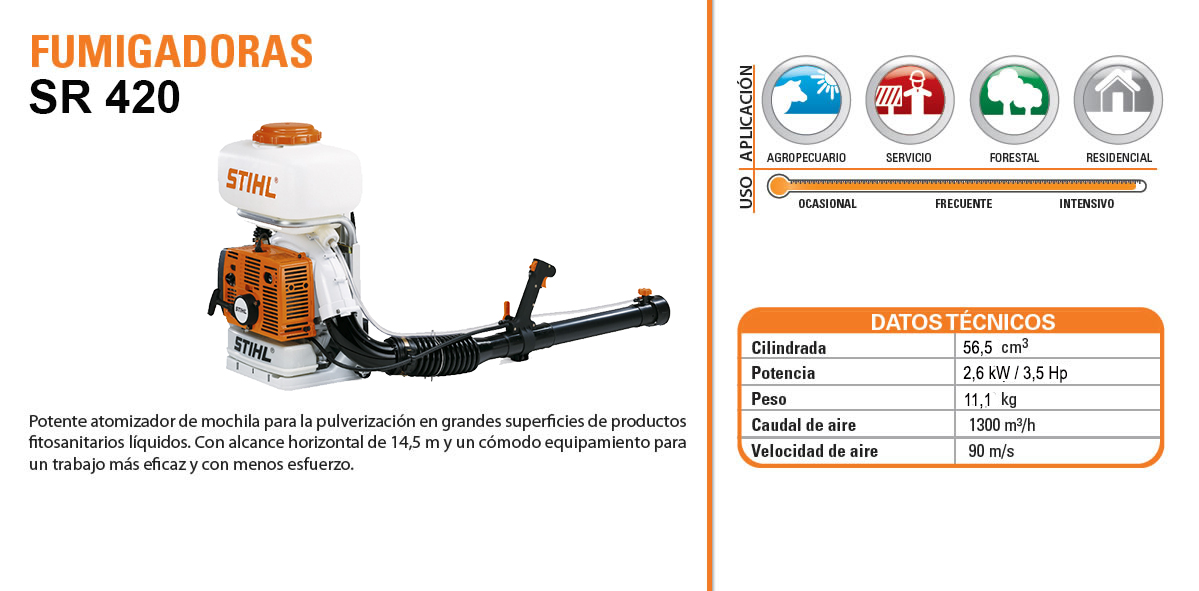 FUMIGADORAS
SR 420
STIHL®
STIHL
STIHL
Potente atomizador de mochila para la pulverización en grandes superficies de productos
fitosanitarios líquidos. Con alcance horizontal de 14,5 m y un cómodo equipamiento para
un trabajo más eficaz y con menos esfuerzo.
APLICACIÓN
AGROPECUARIO SERVICIO FORESTAL RESIDENCIAL
USO
OCASIONAL FRECUENTE INTENSIVO
DATOS TÉCNICOS
Cilindrada 56,5 cm³
Potencia 2,6 kW / 3,5 Hp
Peso 11,1 kg
Caudal de aire 1300 m³/h
Velocidad de aire 90 m/s